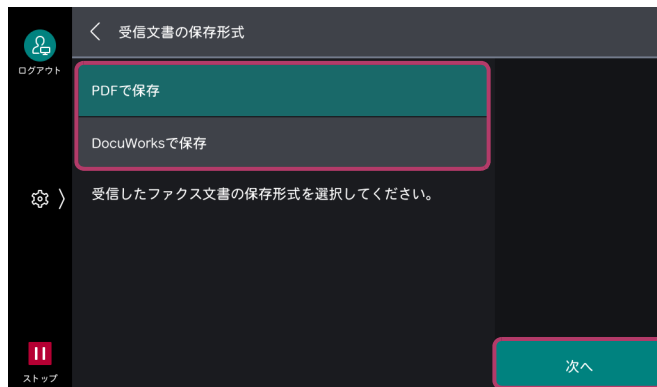 受信文書の保存形式
ログアウト
PDFで保存
DocuWorksで保存
受信したファクス文書の保存形式を選択してください。
次へ
ストップ